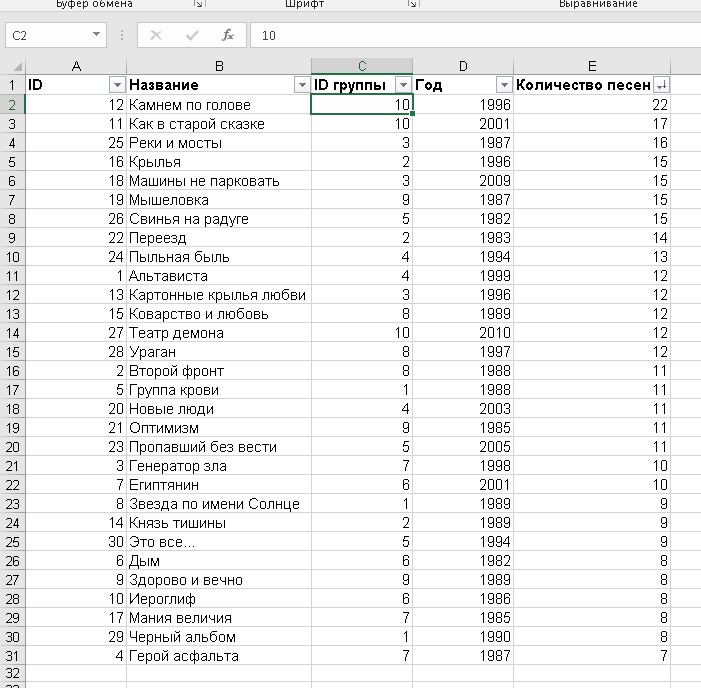 Буфер обмена Шрифт Выравнивание
C2 fx 10
A B C D E
1 ID Название ID группы Год Количество песен
2 12 Камнем по голове 10 1996 22
3 11 Как в старой сказке 10 2001 17
4 25 Реки и мосты 3 1987 16
5 16 Крылья 2 1996 15
6 18 Машины не парковать 3 2009 15
7 19 Мышеловка 9 1987 15
8 26 Свинья на радуге 5 1982 15
9 22 Переезд 2 1983 14
10 24 Пыльная быль 4 1994 13
11 1 Альтависта 4 1999 12
12 13 Картонные крылья любви 3 1996 12
13 15 Коварство и любовь 8 1989 12
14 27 Театр демона 10 2010 12
15 28 Ураган 8 1997 12
16 2 Второй фронт 8 1988 11
17 5 Группа крови 1 1988 11
18 20 Новые люди 4 2003 11
19 21 Оптимизм 9 1985 11
20 23 Пропавший без вести 5 2005 11
21 3 Генератор зла 7 1998 10
22 7 Египтянин 6 2001 10
23 8 Звезда по имени Солнце 1 1989 9
24 14 Князь тишины 2 1989 9
25 30 Это все... 5 1994 9
26 6 Дым 6 1982 8
27 9 Здорово и вечно 9 1989 8
28 10 Иероглиф 6 1986 8
29 17 Мания величия 7 1985 8
30 29 Черный альбом 1 1990 8
31 4 Герой асфальта 7 1987 7
32